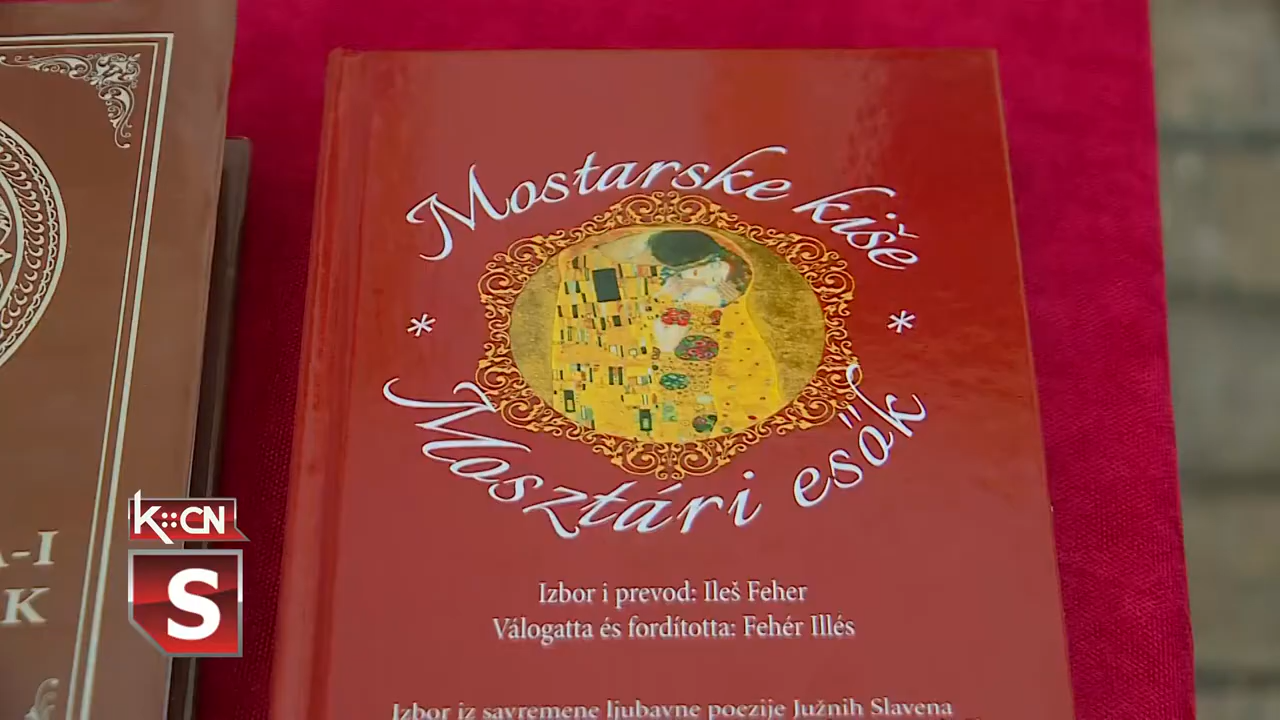 Mostarske kiše
*
*
Mosztári esők
Izbor i prevod: Ileš Feher
Válogatta és fordította: Fehér Illés
Izbor iz savremene ljubavne poezije Južnih Slavena
A-I
K
K::CN
S